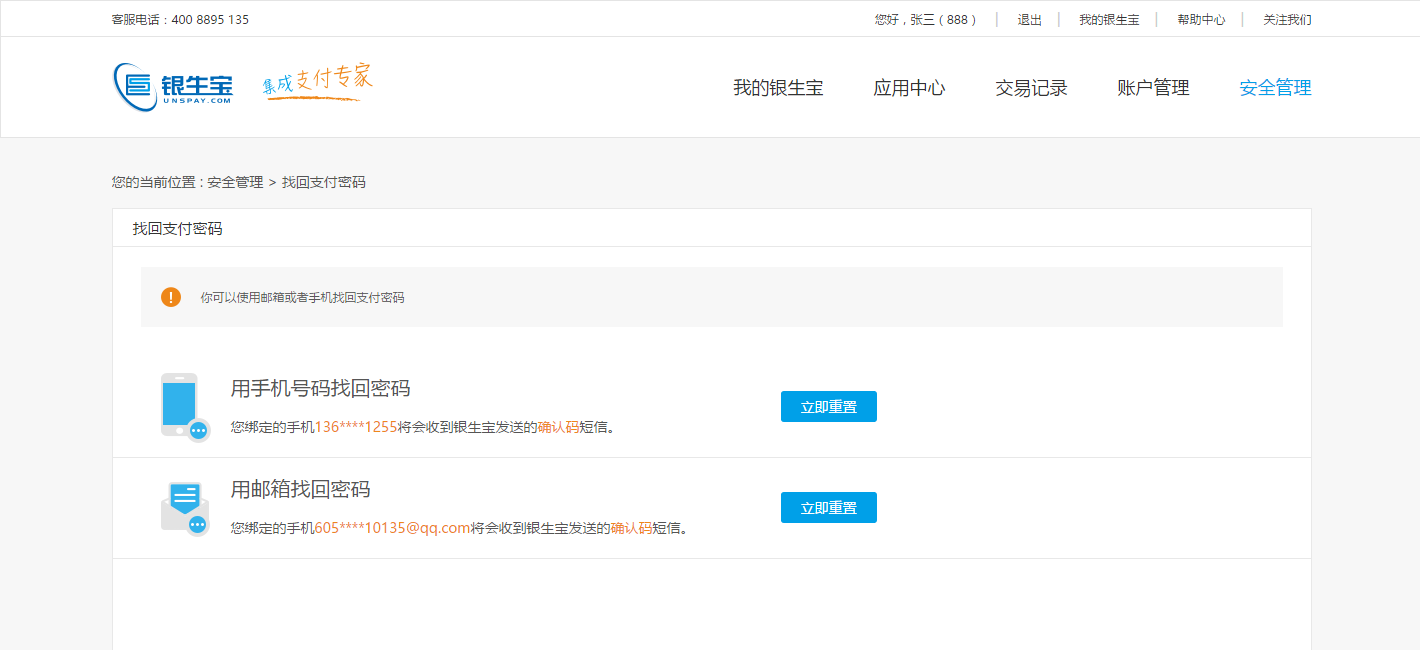 客服电话：400 8895 135
您好，张三（888） 退出 我的银生宝 帮助中心 关注我们
银生宝
UNSPAY.COM
集成支付专家
我的银生宝 应用中心 交易记录 账户管理 安全管理
您的当前位置：安全管理 > 找回支付密码
找回支付密码
你可以使用邮箱或者手机找回支付密码
用手机号码找回密码
您绑定的手机136****1255将会收到银生宝发送的确认码短信。
立即重置
用邮箱找回密码
您绑定的手机605****10135@qq.com将会收到银生宝发送的确认码短信。
立即重置